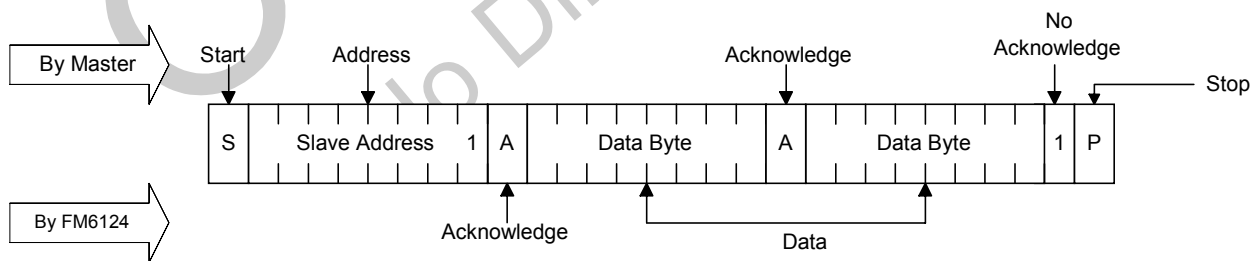 No
Acknowledge
By Master
Start
Address
Acknowledge
Stop
S
Slave Address
1
A
Data Byte
A
Data Byte
1
P
By FM6124
Acknowledge
Data